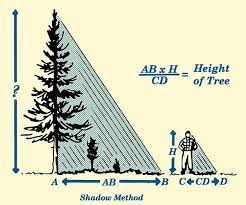 AB x H = Height
CD of Tree
?
H
A AB B C CD D
Shadow Method